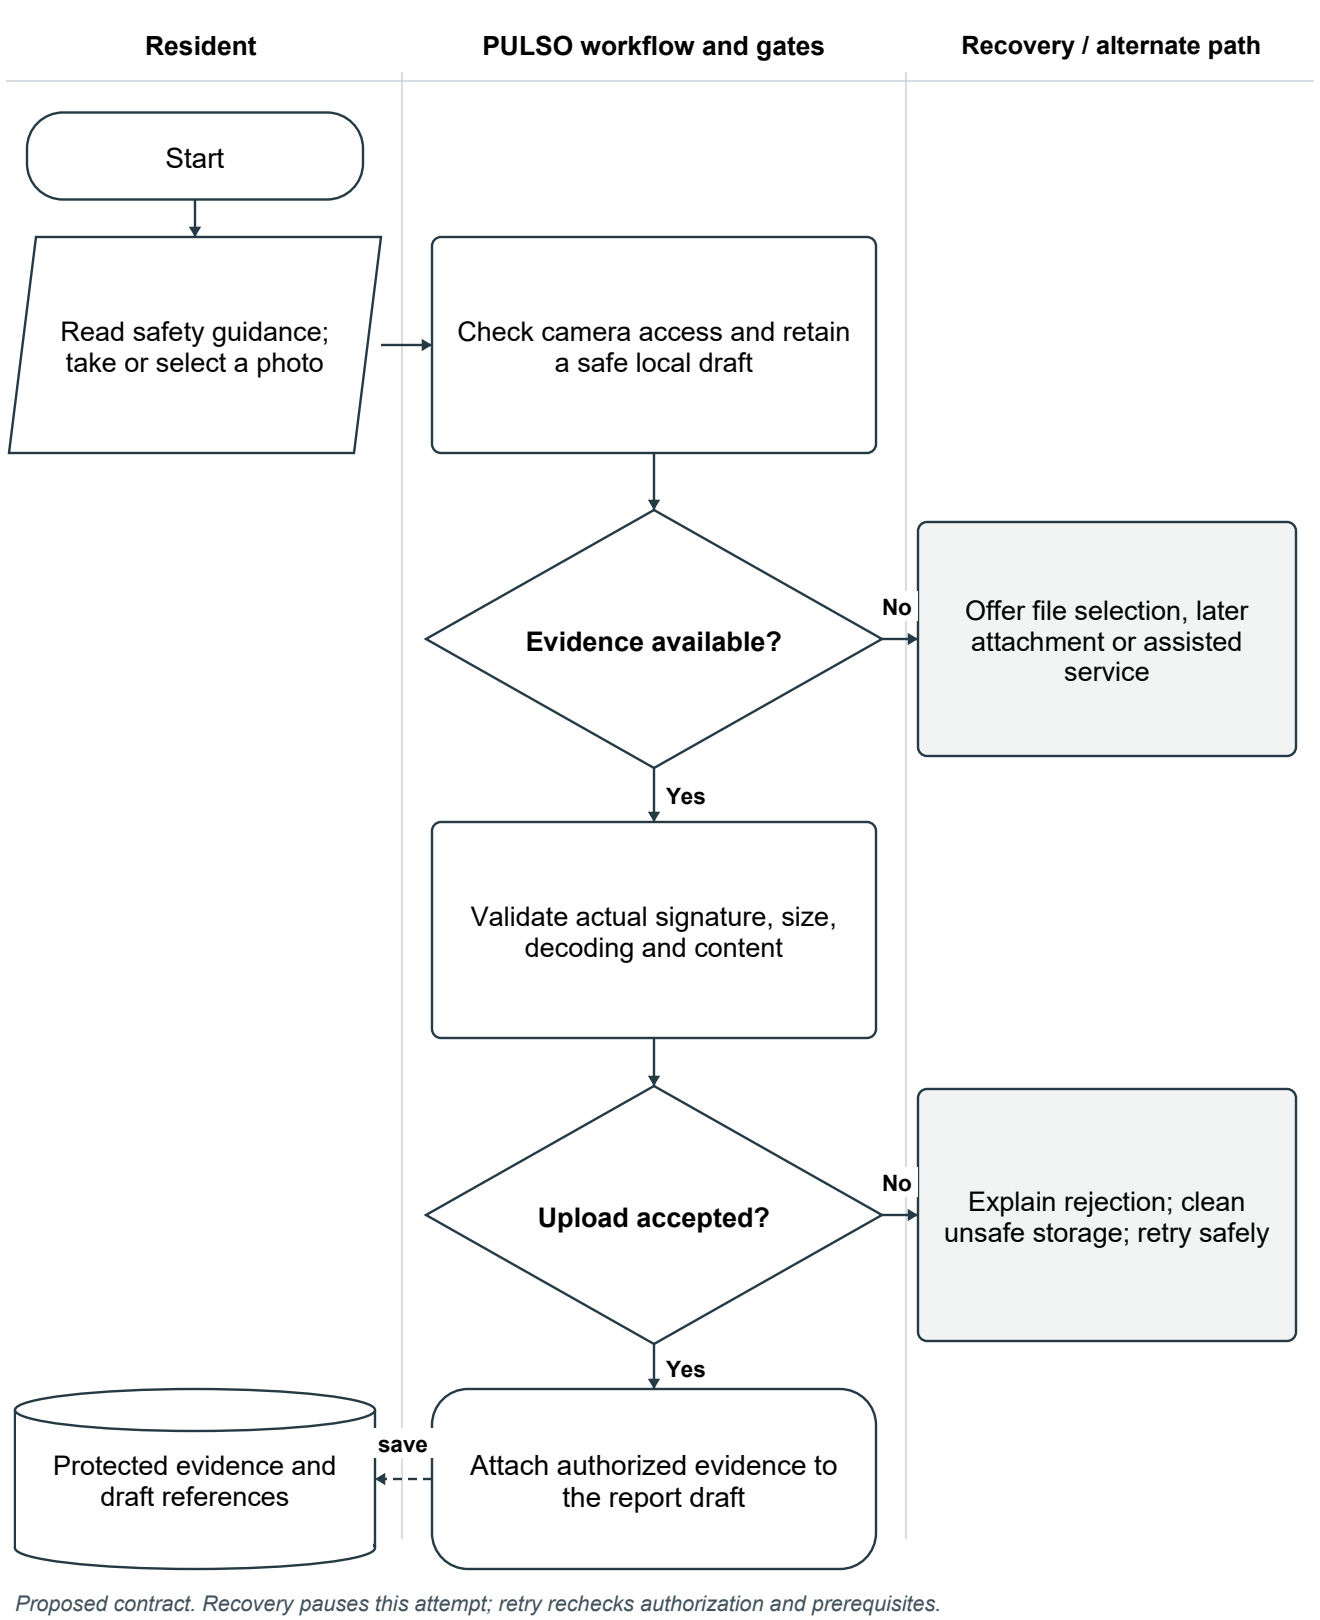 Resident
PULSO workflow and gates
Recovery / alternate path
Start
Read safety guidance;
take or select a photo
Check camera access and retain
a safe local draft
Evidence available?
No
Offer file selection, later
attachment or assisted
service
Yes
Validate actual signature, size,
decoding and content
Upload accepted?
No
Explain rejection; clean
unsafe storage; retry safely
Yes
Protected evidence and
draft references
save
Attach authorized evidence to
the report draft
Proposed contract. Recovery pauses this attempt; retry rechecks authorization and prerequisites.